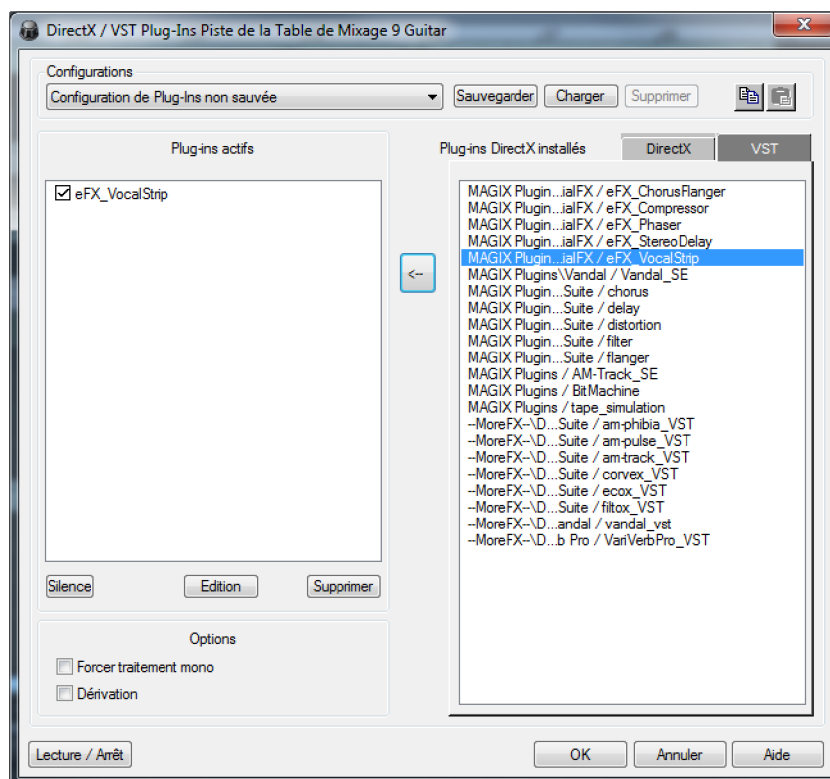 DirectX / VST Plug-Ins Piste de la Table de Mixage 9 Guitar
Configurations
Configuration de Plug-Ins non sauvée
Sauvegarder
Charger
Supprimer
Plug-ins actifs
eFX_VocalStrip
<--
Silence
Edition
Supprimer
Options
Forcer traitement mono
Dérivation
Plug-ins DirectX installés
DirectX
VST
MAGIX Plugin...ialFX / eFX_ChorusFlanger
MAGIX Plugin...ialFX / eFX_Compressor
MAGIX Plugin...ialFX / eFX_Phaser
MAGIX Plugin...ialFX / eFX_StereoDelay
MAGIX Plugin...ialFX / eFX_VocalStrip
MAGIX Plugins\Vandal / Vandal_SE
MAGIX Plugin...Suite / chorus
MAGIX Plugin...Suite / delay
MAGIX Plugin...Suite / distortion
MAGIX Plugin...Suite / filter
MAGIX Plugin...Suite / flanger
MAGIX Plugins / AM-Track_SE
MAGIX Plugins / BitMachine
MAGIX Plugins / tape_simulation
--MoreFX--\D...Suite / am-phibia_VST
--MoreFX--\D...Suite / am-pulse_VST
--MoreFX--\D...Suite / am-track_VST
--MoreFX--\D...Suite / corvex_VST
--MoreFX--\D...Suite / ecox_VST
--MoreFX--\D...Suite / filtox_VST
--MoreFX--\D...andal / vandal_vst
--MoreFX--\D...b Pro / VariVerbPro_VST
Lecture / Arrêt
OK
Annuler
Aide